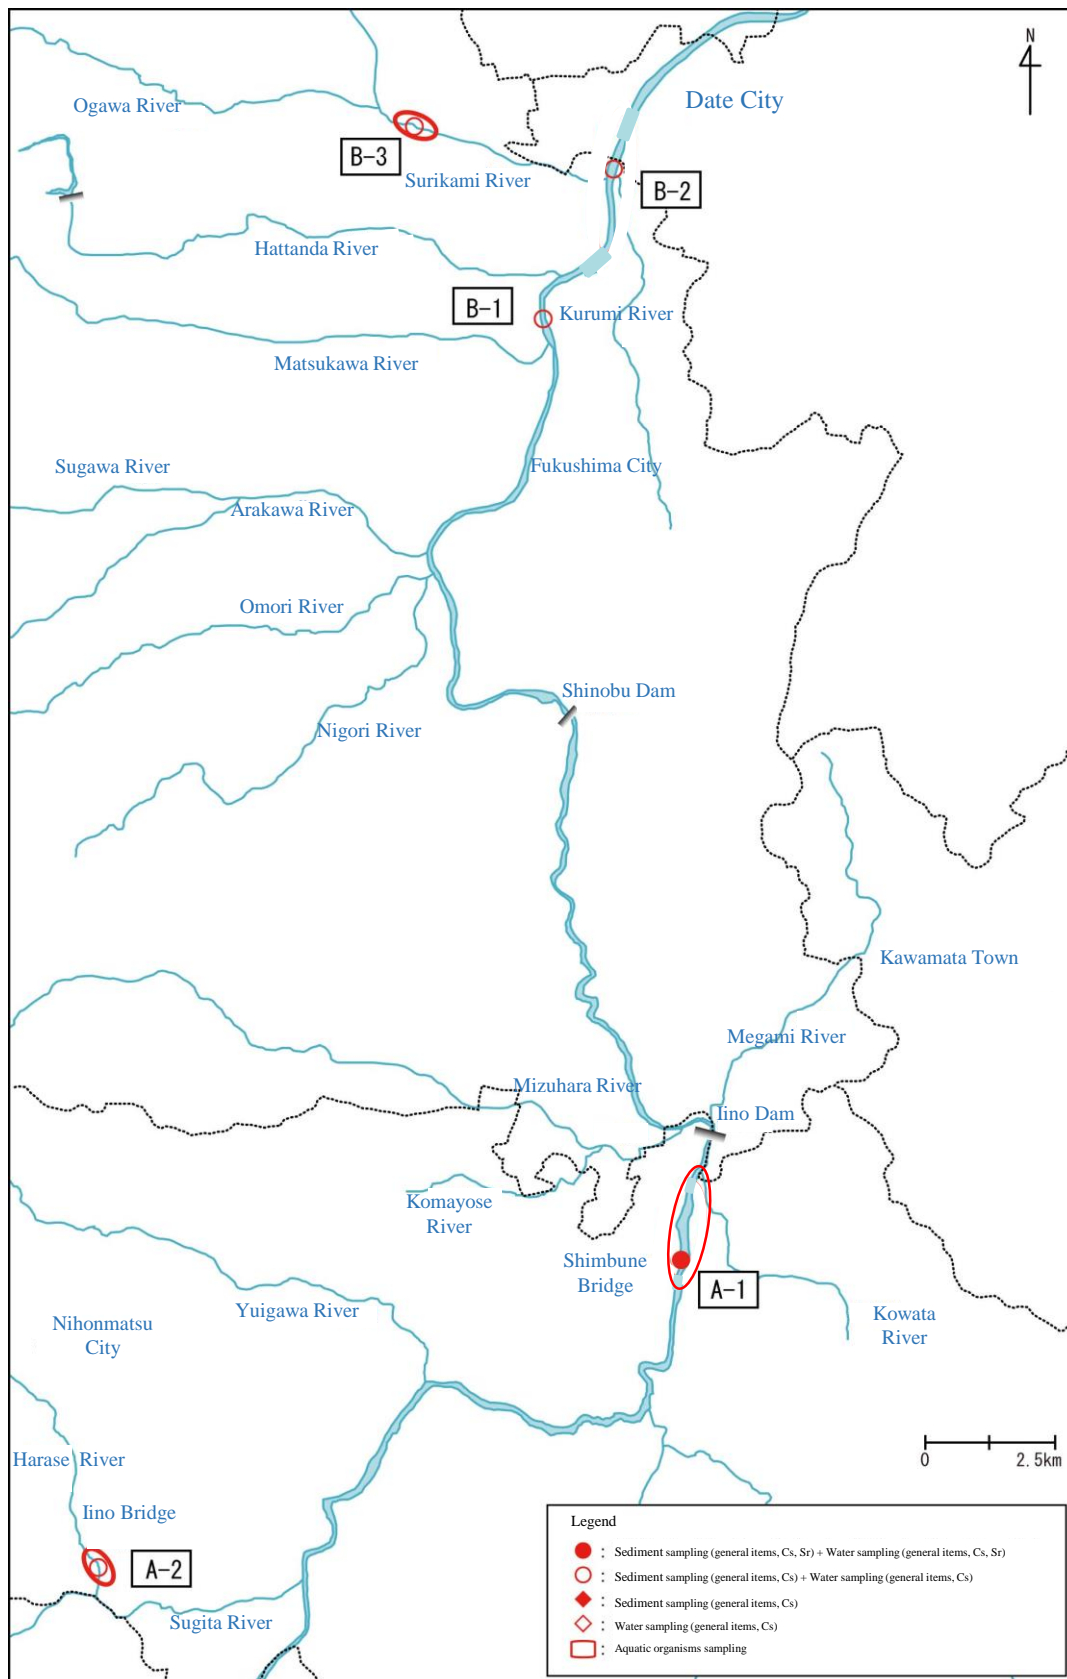 N
Date City
Ogawa River
B-3
Surikami River
B-2
Hattanda River
B-1
Kurumi River
Matsukawa River
Fukushima City
Sugawa River
Arakawa River
Omori River
Shinobu Dam
Nigori River
Kawamata Town
Megami River
Mizuhara River
Iino Dam
Komayose
River
Shimbune
Bridge
A-1
Yuigawa River
Kowata
River
Nihonmatsu
City
Harase River
0 2.5km
Iino Bridge
A-2
Sugita River
Legend
: Sediment sampling (general items, Cs, Sr) + Water sampling (general items, Cs, Sr)
: Sediment sampling (general items, Cs) + Water sampling (general items, Cs)
: Sediment sampling (general items, Cs)
: Water sampling (general items, Cs)
: Aquatic organisms sampling